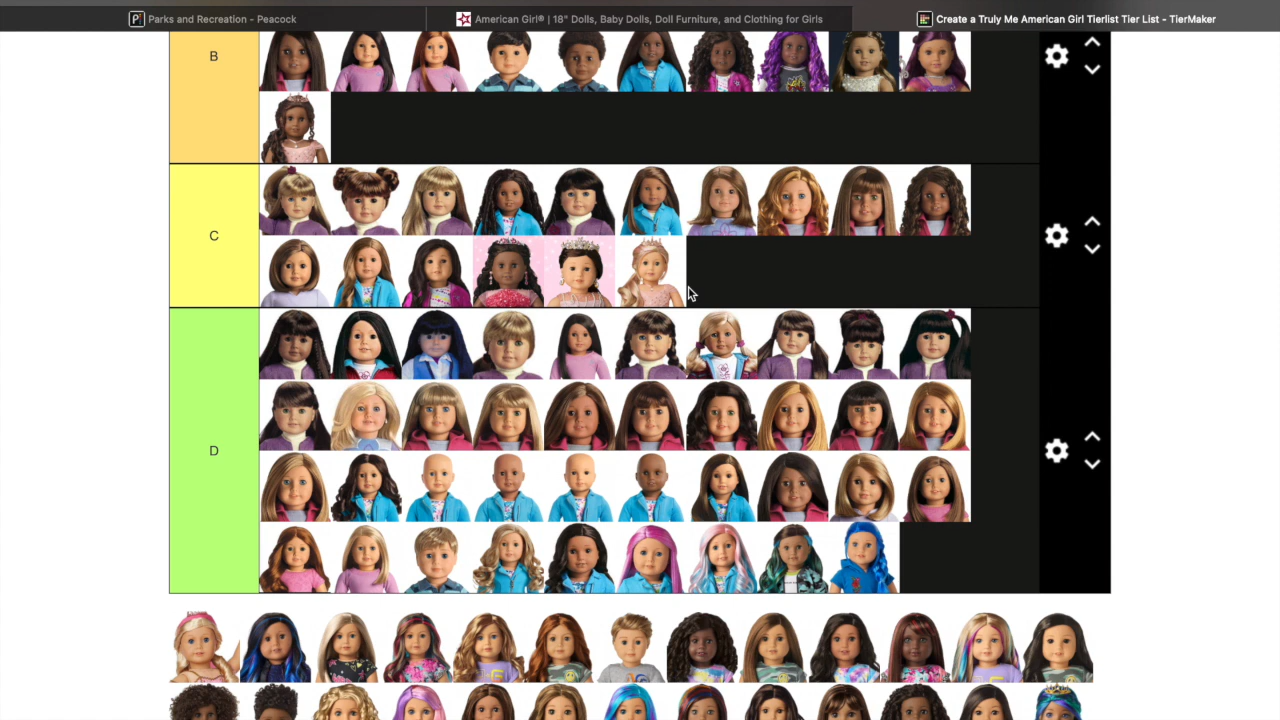 Parks and Recreation - Peacock
American Girl® | 18" Dolls, Baby Dolls, Doll Furniture, and Clothing for Girls
Create a Truly Me American Girl Tierlist Tier List - TierMaker
B
C
D